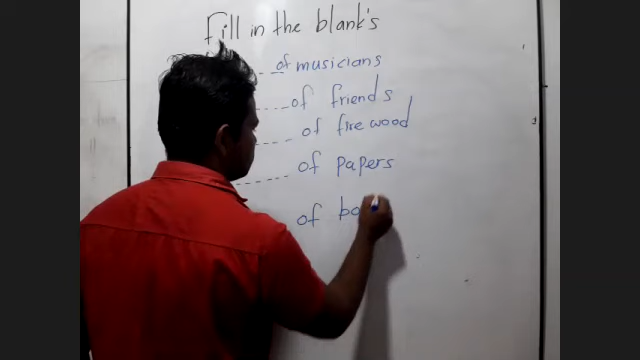 Fill in the blank's
of musicians
of friends
of fire wood
of papers
of